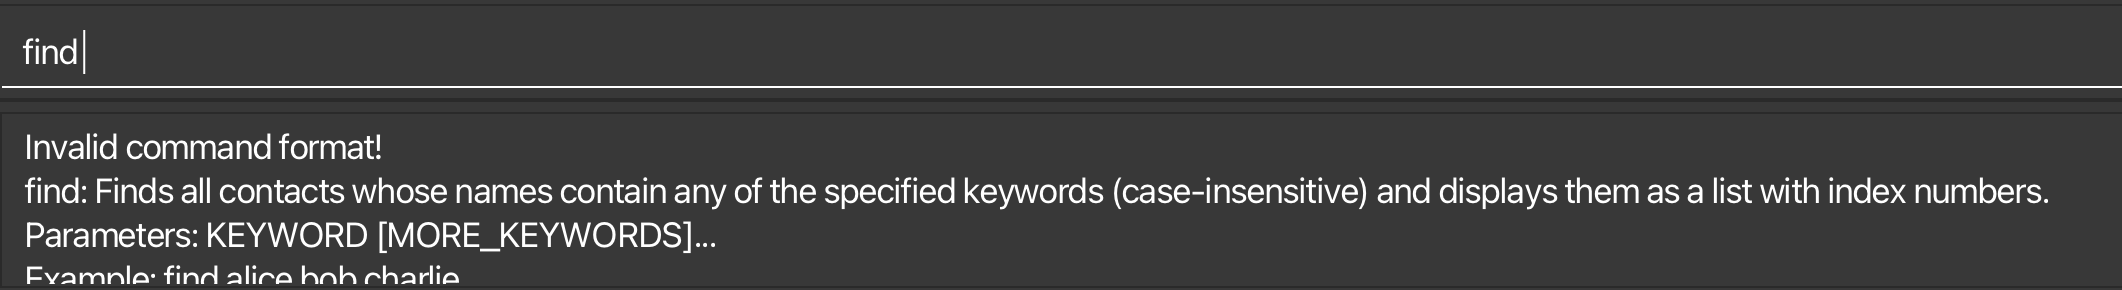 find
Invalid command format!
find: Finds all contacts whose names contain any of the specified keywords (case-insensitive) and displays them as a list with index numbers.
Parameters: KEYWORD [MORE_KEYWORDS]...
Example: find alice bob charlie